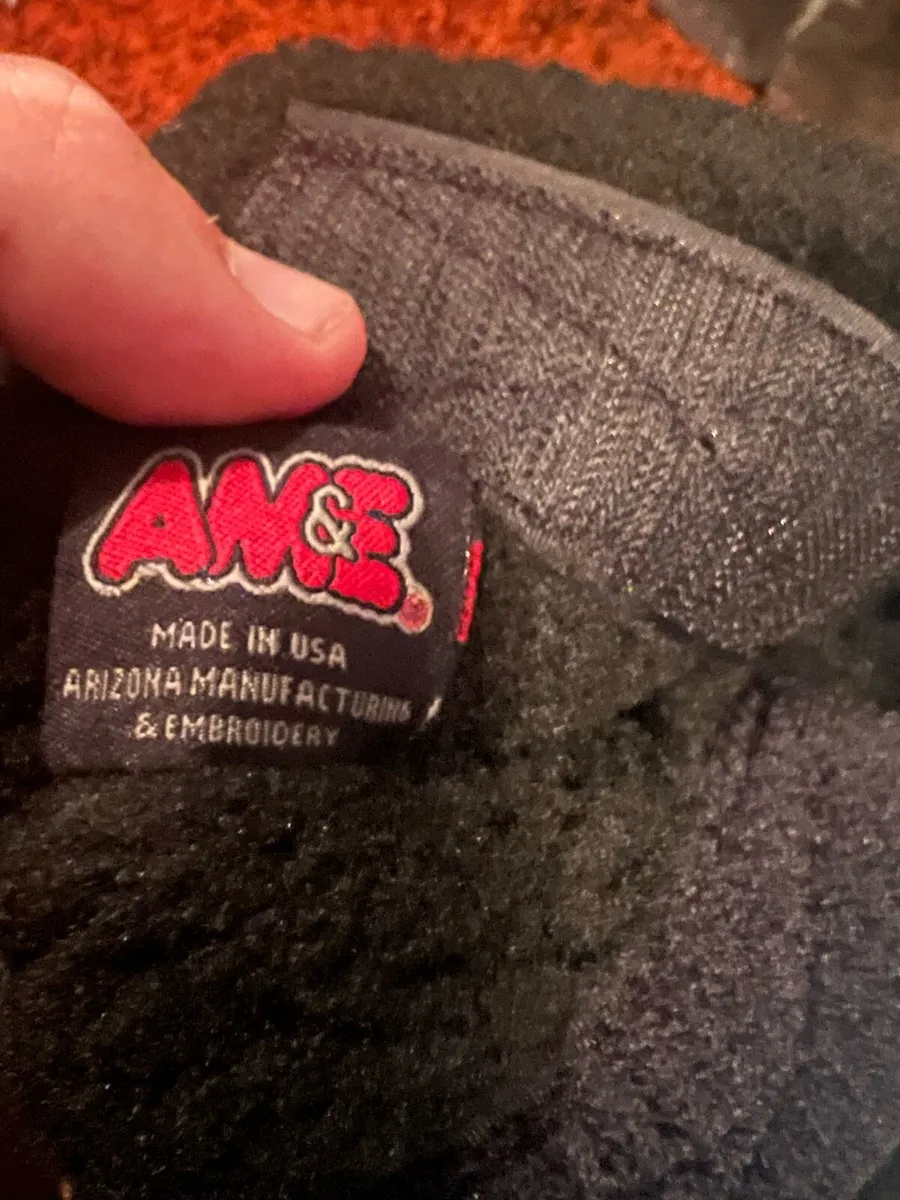 AM&E
MADE IN USA
ARIZONA MANUFACTURING
& EMBROIDERY